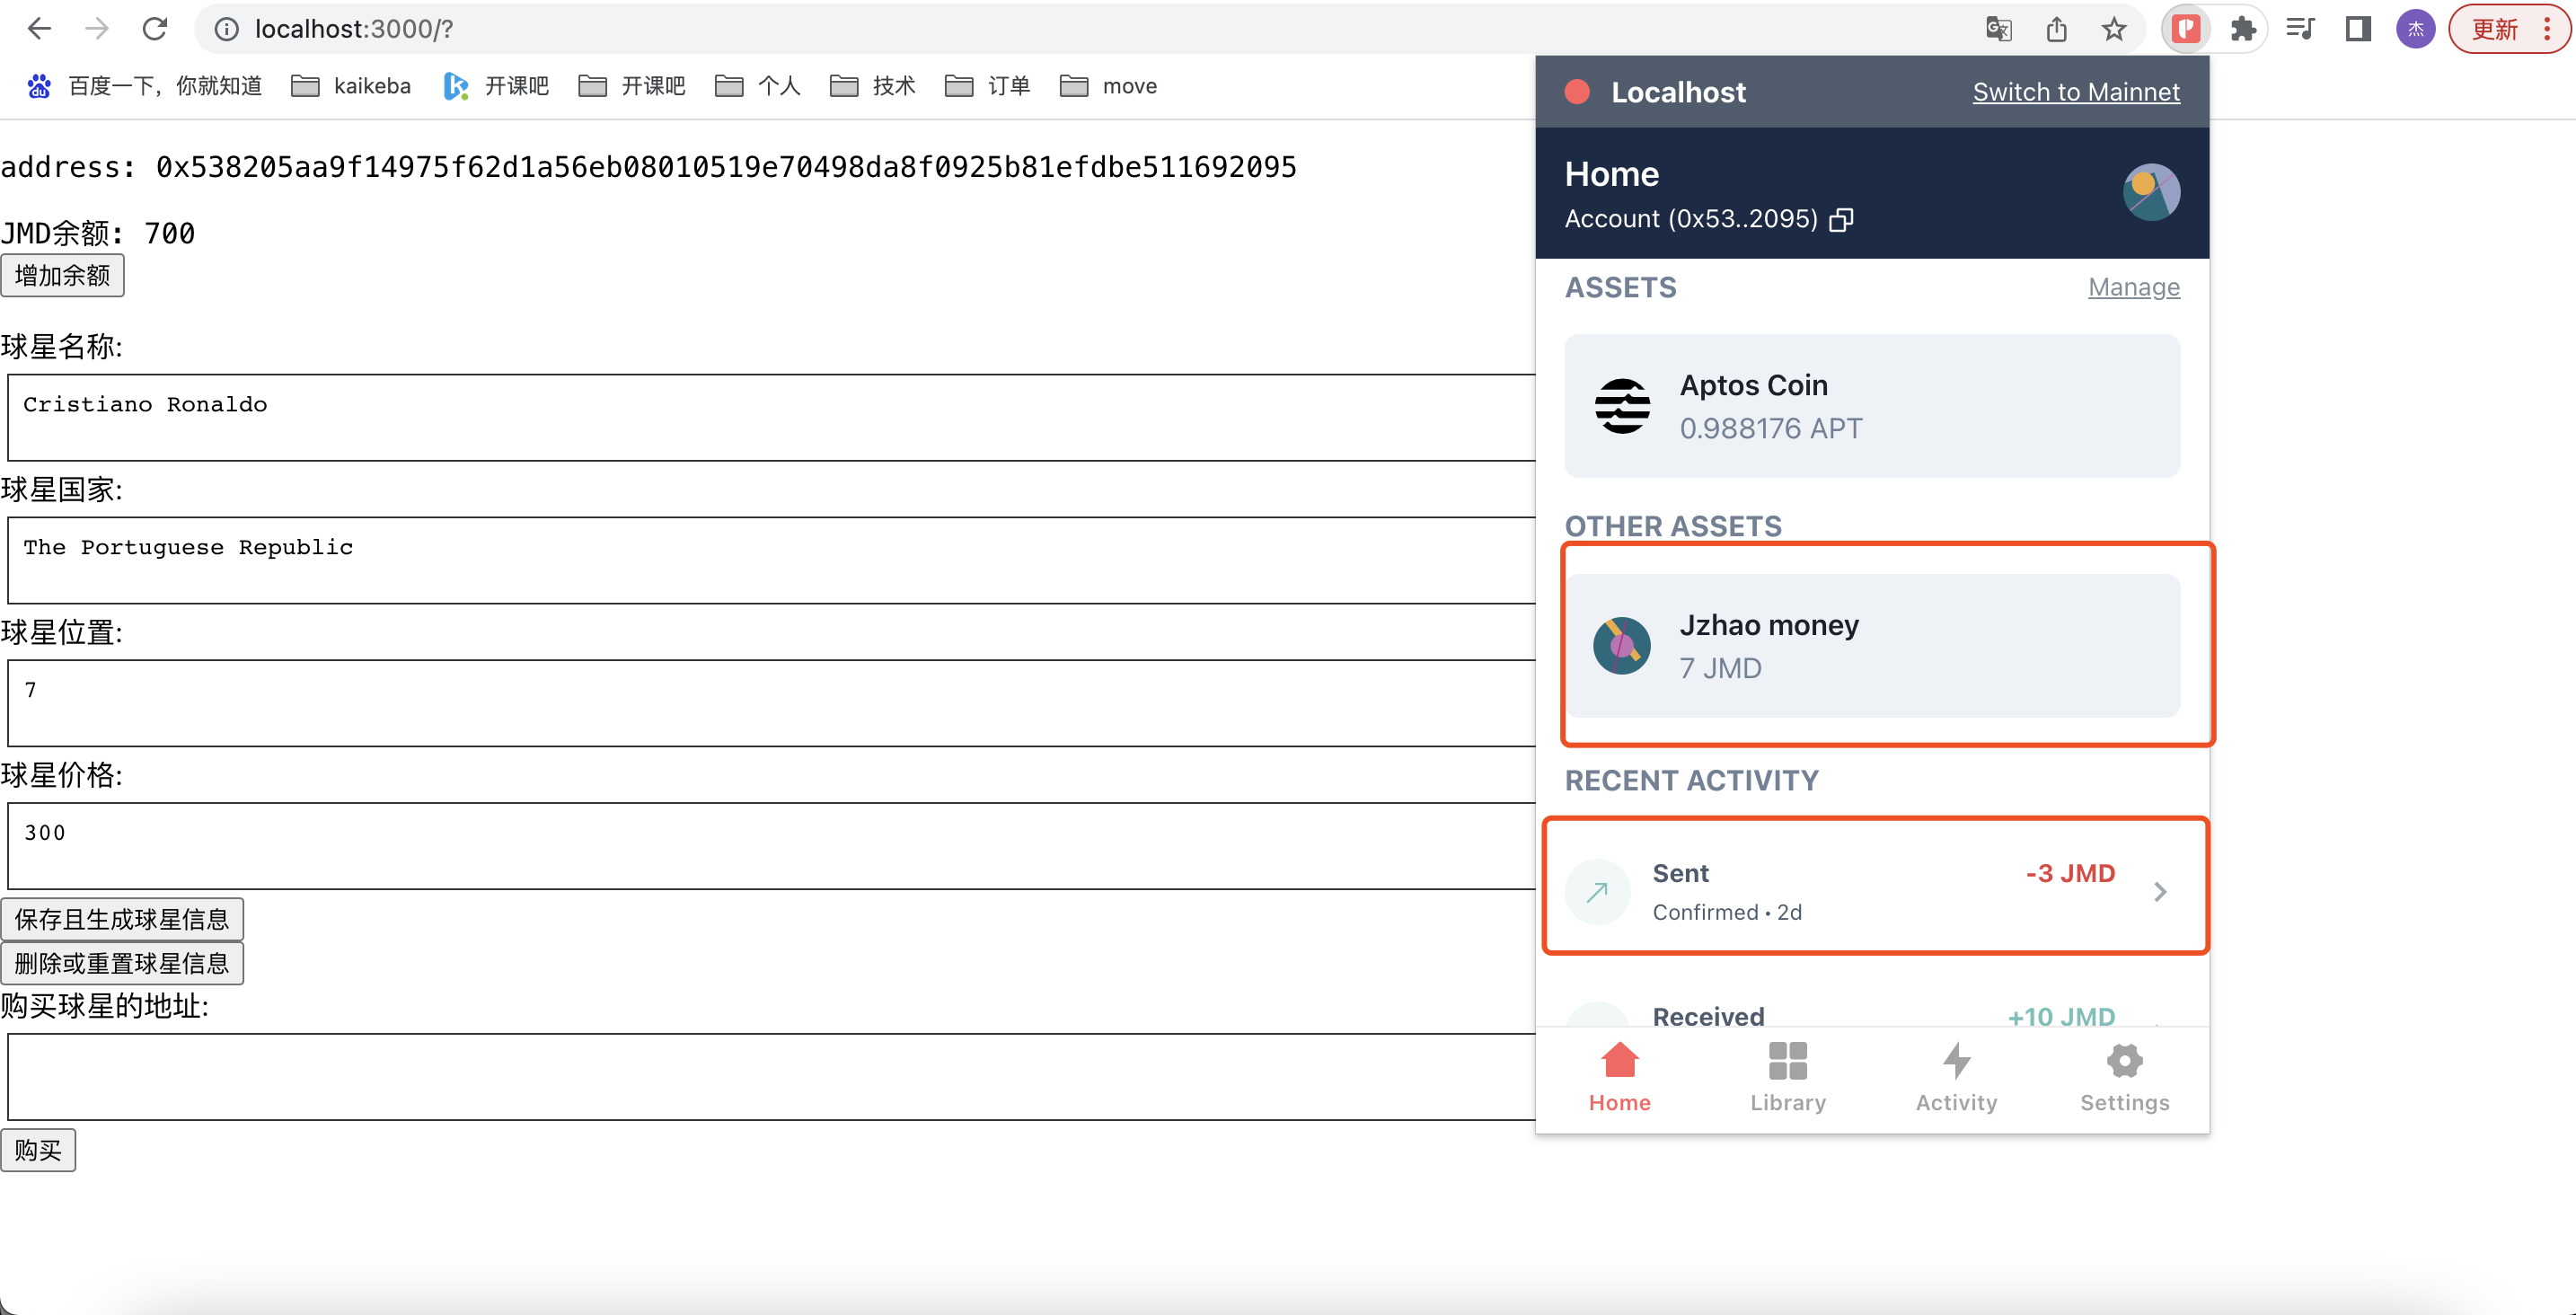 localhost:3000/?
更新
杰
百度一下，你就知道
kaikeba
开课吧
开课吧
个人
技术
订单
move
address: 0x538205aa9f14975f62d1a56eb08010519e70498da8f0925b81efdbe511692095
JMD余额: 700
增加余额
球星名称:
Cristiano Ronaldo
球星国家:
The Portuguese Republic
球星位置:
7
球星价格:
300
保存且生成球星信息
删除或重置球星信息
购买球星的地址:
购买
Localhost
Switch to Mainnet
Home
Account (0x53..2095)
ASSETS
Manage
Aptos Coin
0.988176 APT
OTHER ASSETS
Jzhao money
7 JMD
RECENT ACTIVITY
Sent
-3 JMD
Confirmed • 2d
Received
+10 JMD
Home
Library
Activity
Settings